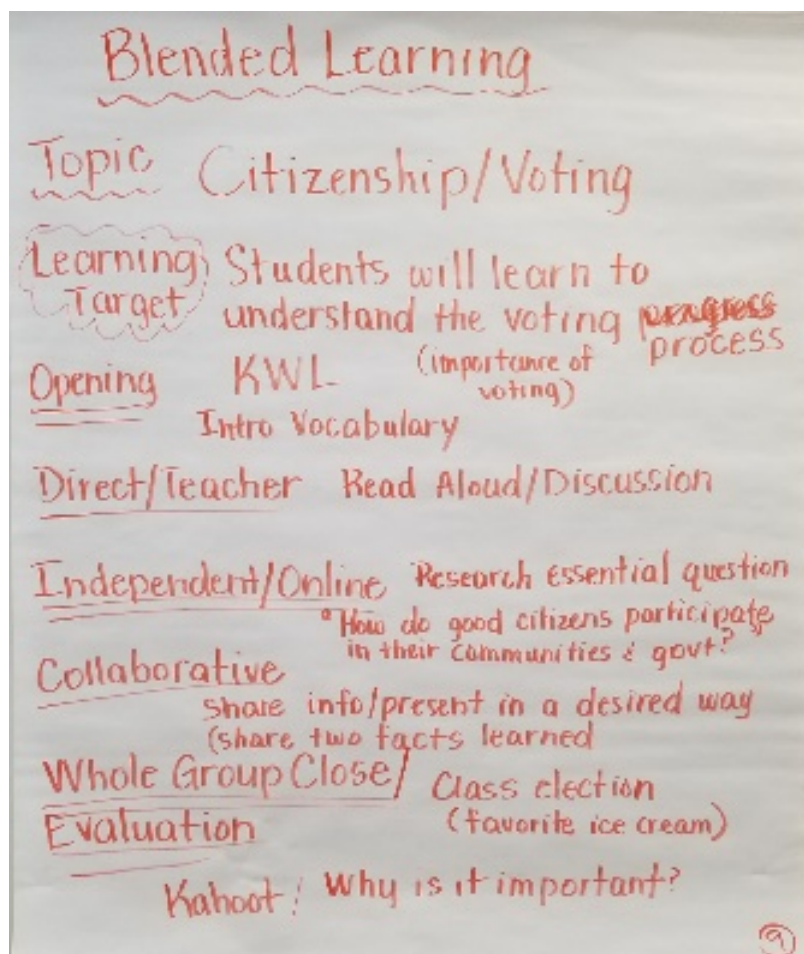 Blended Learning
Topic Citizenship/Voting
Learning Target Students will learn to
understand the voting progress process
(importance of voting)
Opening KWL
Intro Vocabulary
Direct/Teacher Read Aloud/Discussion
Independent/Online Research essential question
"How do good citizens participate
in their communities & govt?"
Collaborative
share info/present in a desired way
(share two facts learned
Whole Group Close/ Class election
Evaluation (favorite ice cream)
Kahoot! Why is it important?
9